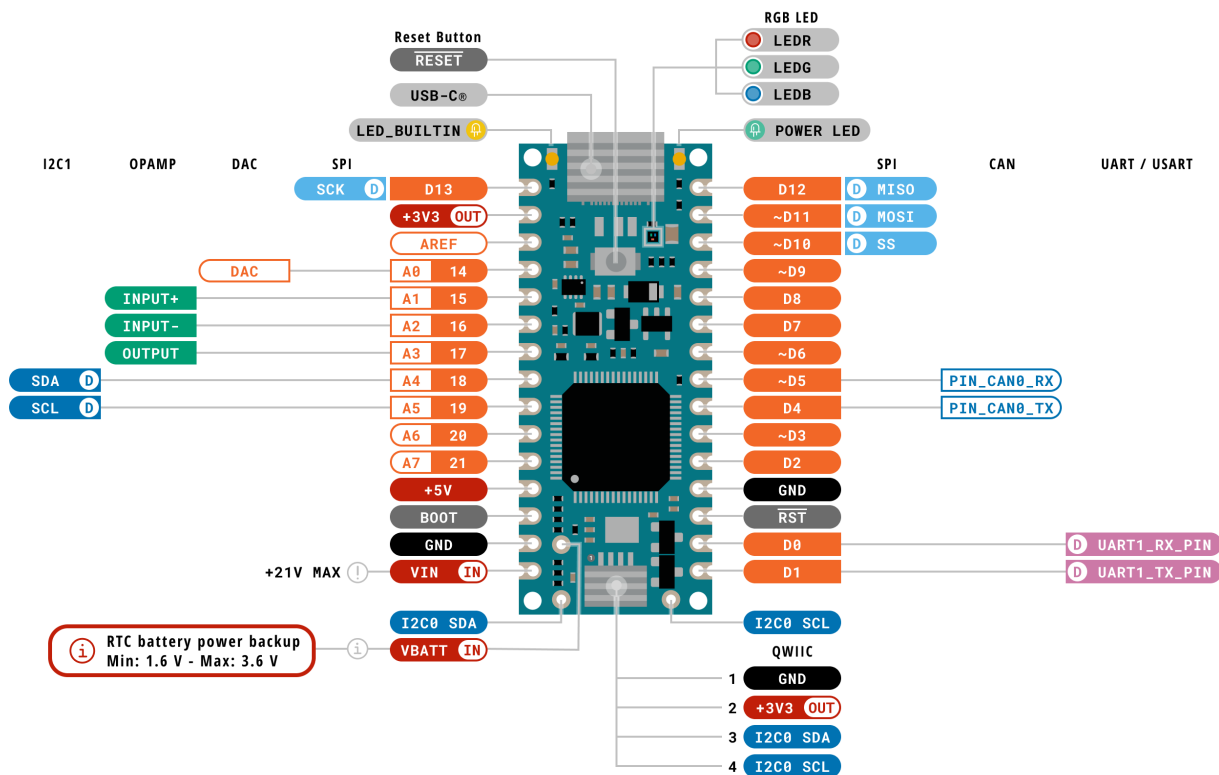 RGB LED
Reset Button
LEDR
RESET
LEDG
USB-C®
LEDB
LED_BUILTIN
POWER LED
I2C1 OPAMP DAC SPI SPI CAN UART / USART
SCK D D13 D12 D MISO
+3V3 OUT ~D11 D MOSI
AREF ~D10 D SS
DAC A0 14 ~D9
INPUT+ A1 15 D8
INPUT- A2 16 D7
OUTPUT A3 17 ~D6
SDA D A4 18 ~D5 PIN_CAN0_RX
SCL D A5 19 D4 PIN_CAN0_TX
A6 20 ~D3
A7 21 D2
+5V GND
BOOT RST
GND D0 D UART1_RX_PIN
+21V MAX ! VIN IN D1 D UART1_TX_PIN
1
I2C0 SDA I2C0 SCL
i RTC battery power backup
Min: 1.6 V - Max: 3.6 V
i VBATT IN
QWIIC
1 GND
2 +3V3 OUT
3 I2C0 SDA
4 I2C0 SCL